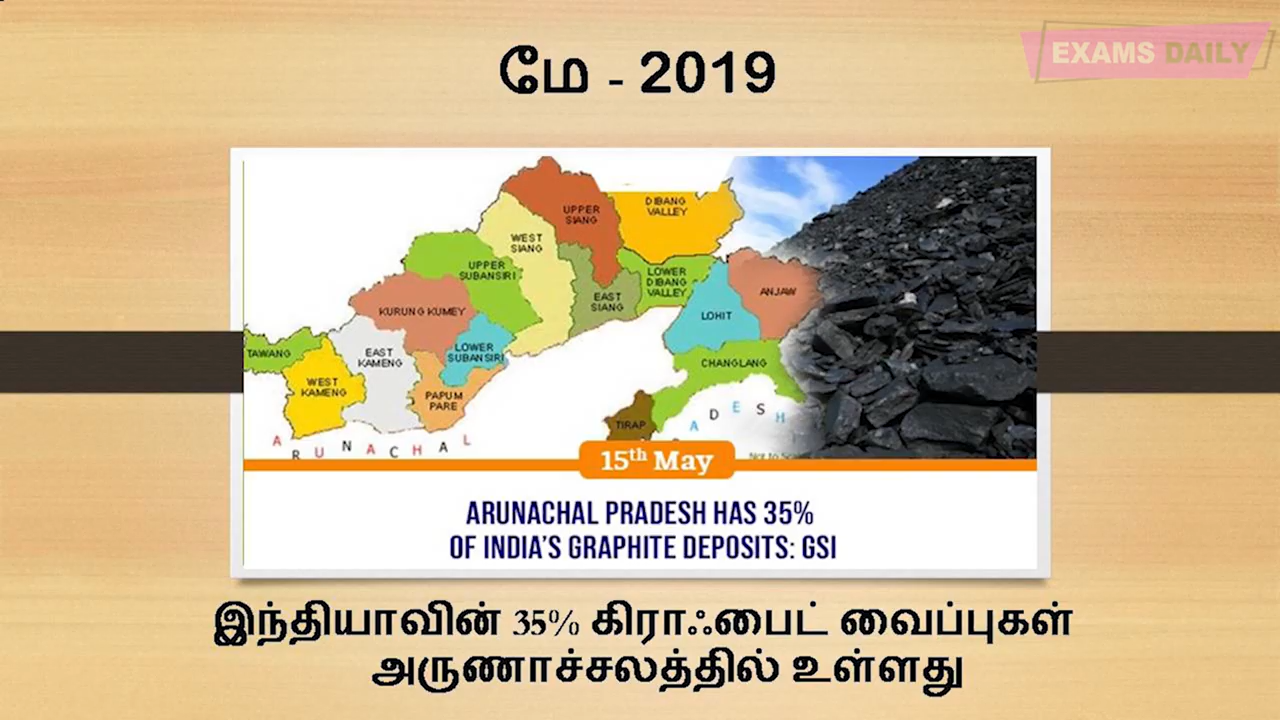 மே - 2019
EXAMS DAILY
UPPER
SIANG
DIBANG
VALLEY
WEST
SIANG
UPPER
SUBANSIRI
LOWER
DIBANG
VALLEY
EAST
SIANG
ANJAW
KURUNG KUMEY
LOHIT
TAWANG
EAST
KAMENG
LOWER
SUBANSIRI
CHANGLANG
WEST
KAMENG
PAPUM
PARE
TIRAP
ARUNACHAL
ADESH
15th May
ARUNACHAL PRADESH HAS 35%
OF INDIA'S GRAPHITE DEPOSITS: GSI
இந்தியாவின் 35% கிராஃபைட் வைப்புகள்
அருணாச்சலத்தில் உள்ளது